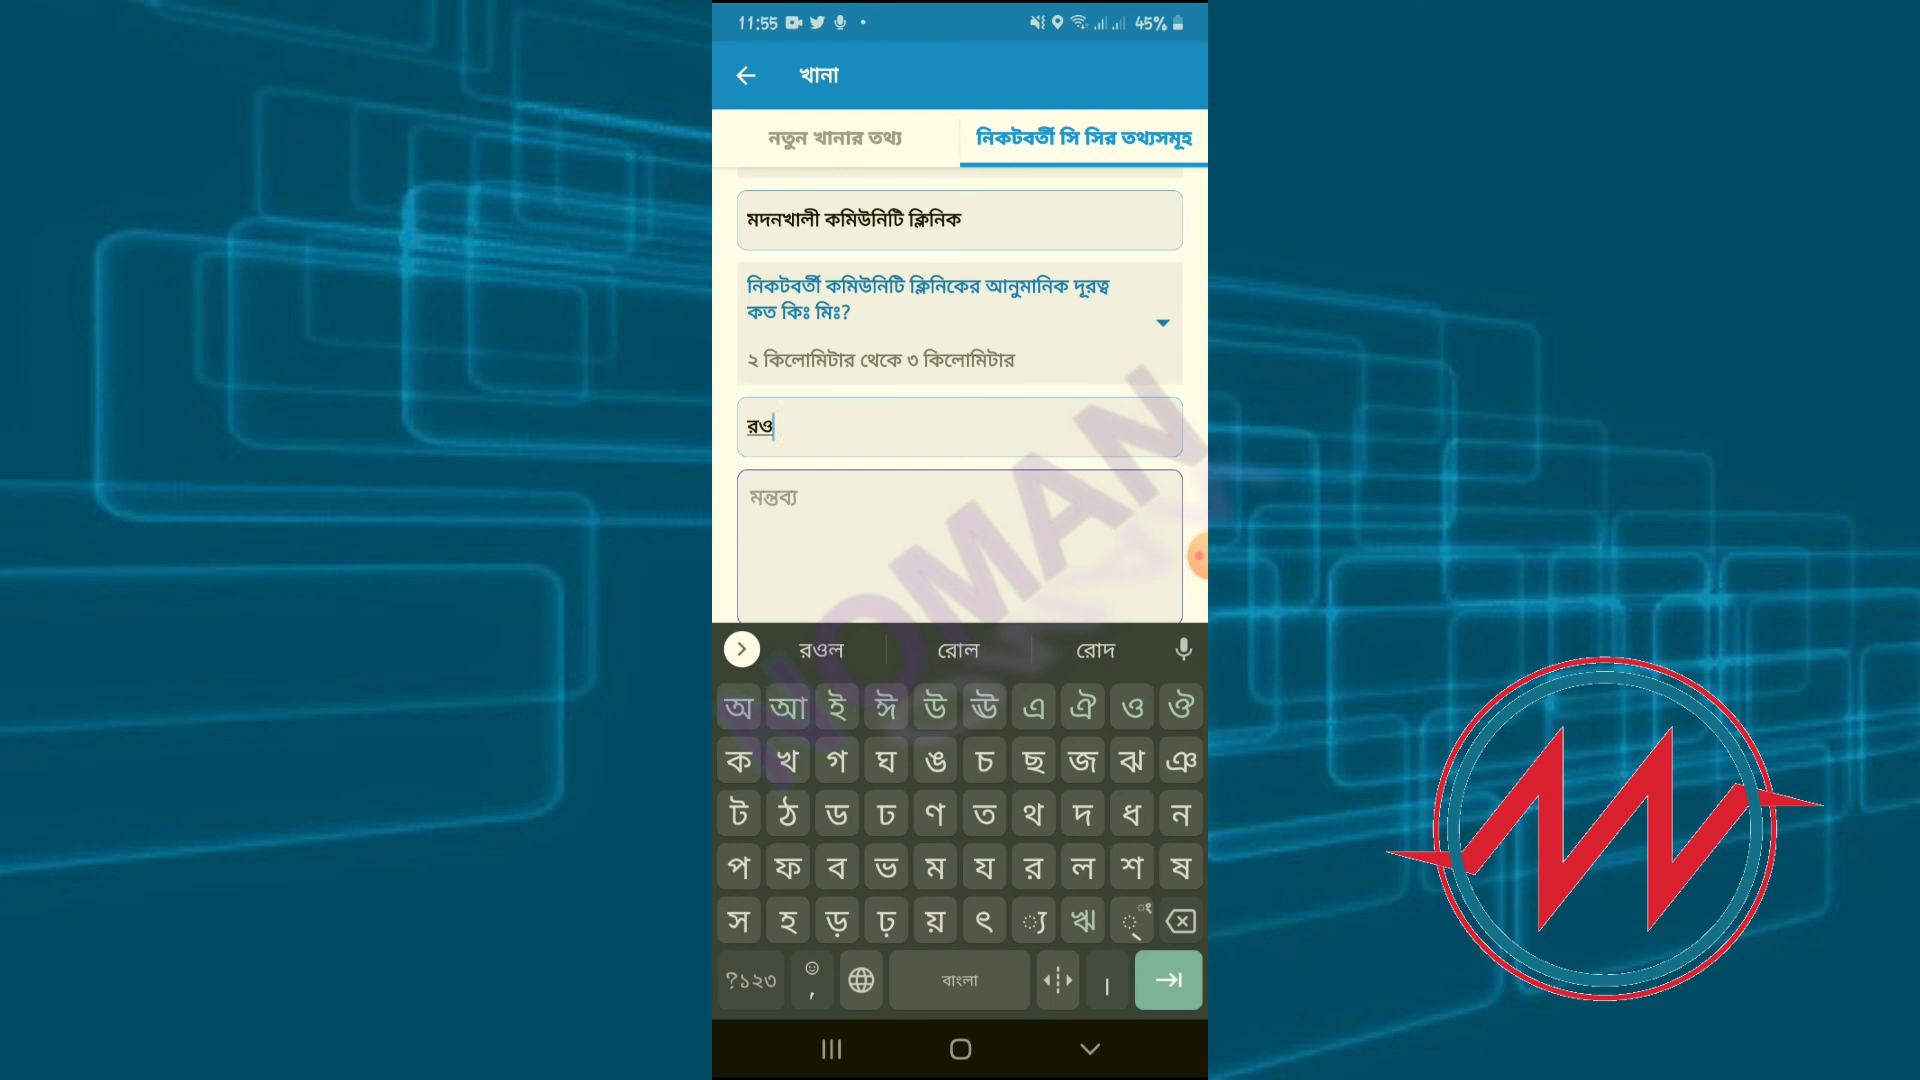 11:55 45%
খানা
নতুন খানার তথ্য নিকটবর্তী সি সির তথ্যসমূহ
মদনখালী কমিউনিটি ক্লিনিক
নিকটবর্তী কমিউনিটি ক্লিনিকের আনুমানিক দূরত্ব
কত কিঃ মিঃ?
২ কিলোমিটার থেকে ৩ কিলোমিটার
রও
মন্তব্য
NOMAN
রওল রোল রোদ
অ আ ই ঈ উ ঊ এ ঐ ও ঔ
ক খ গ ঘ ঙ চ ছ জ ঝ ঞ
ট ঠ ড ঢ ণ ত থ দ ধ ন
প ফ ব ভ ম য র ল শ ষ
স হ ড় ঢ় য় ৎ ্য ঋ ্ ং
?১২৩ , বাংলা ।